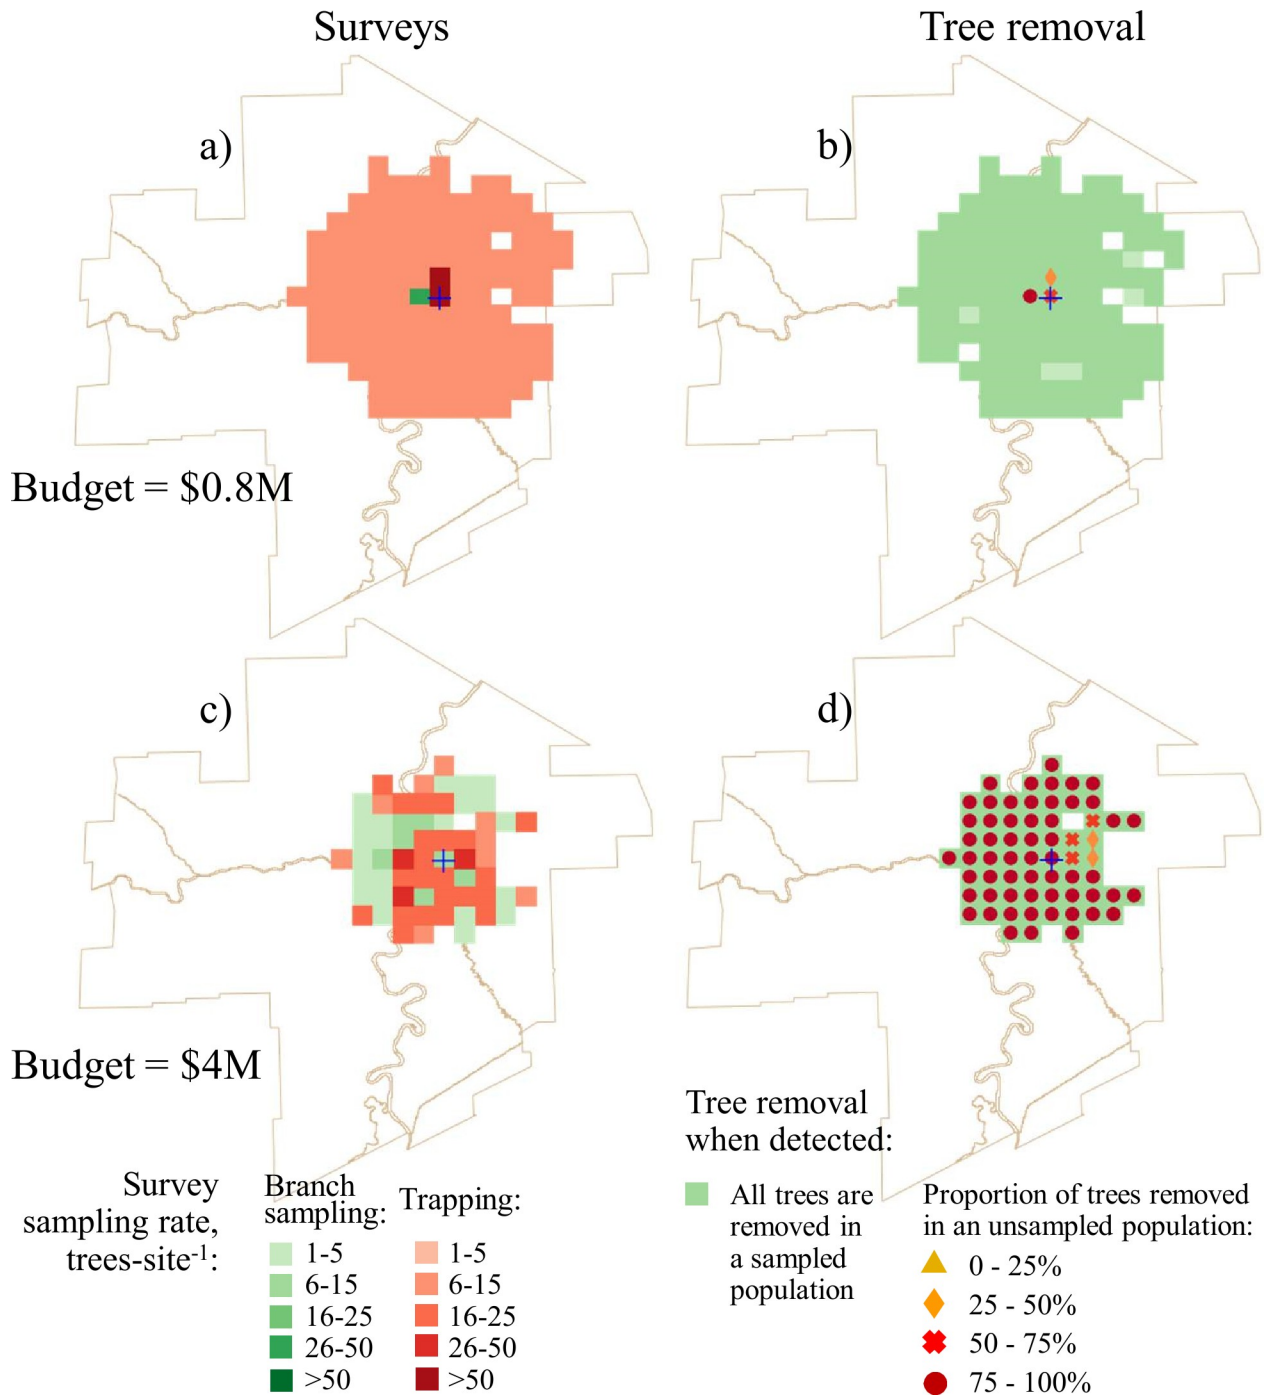 Surveys
Tree removal
a)
b)
Budget = $0.8M
c)
d)
Budget = $4M
Tree removal
when detected:
Survey
sampling rate,
trees-site-1:
Branch
sampling:
1-5
6-15
16-25
26-50
>50
Trapping:
1-5
6-15
16-25
26-50
>50
All trees are
removed in
a sampled
population
Proportion of trees removed
in an unsampled population:
0 - 25%
25 - 50%
50 - 75%
75 - 100%